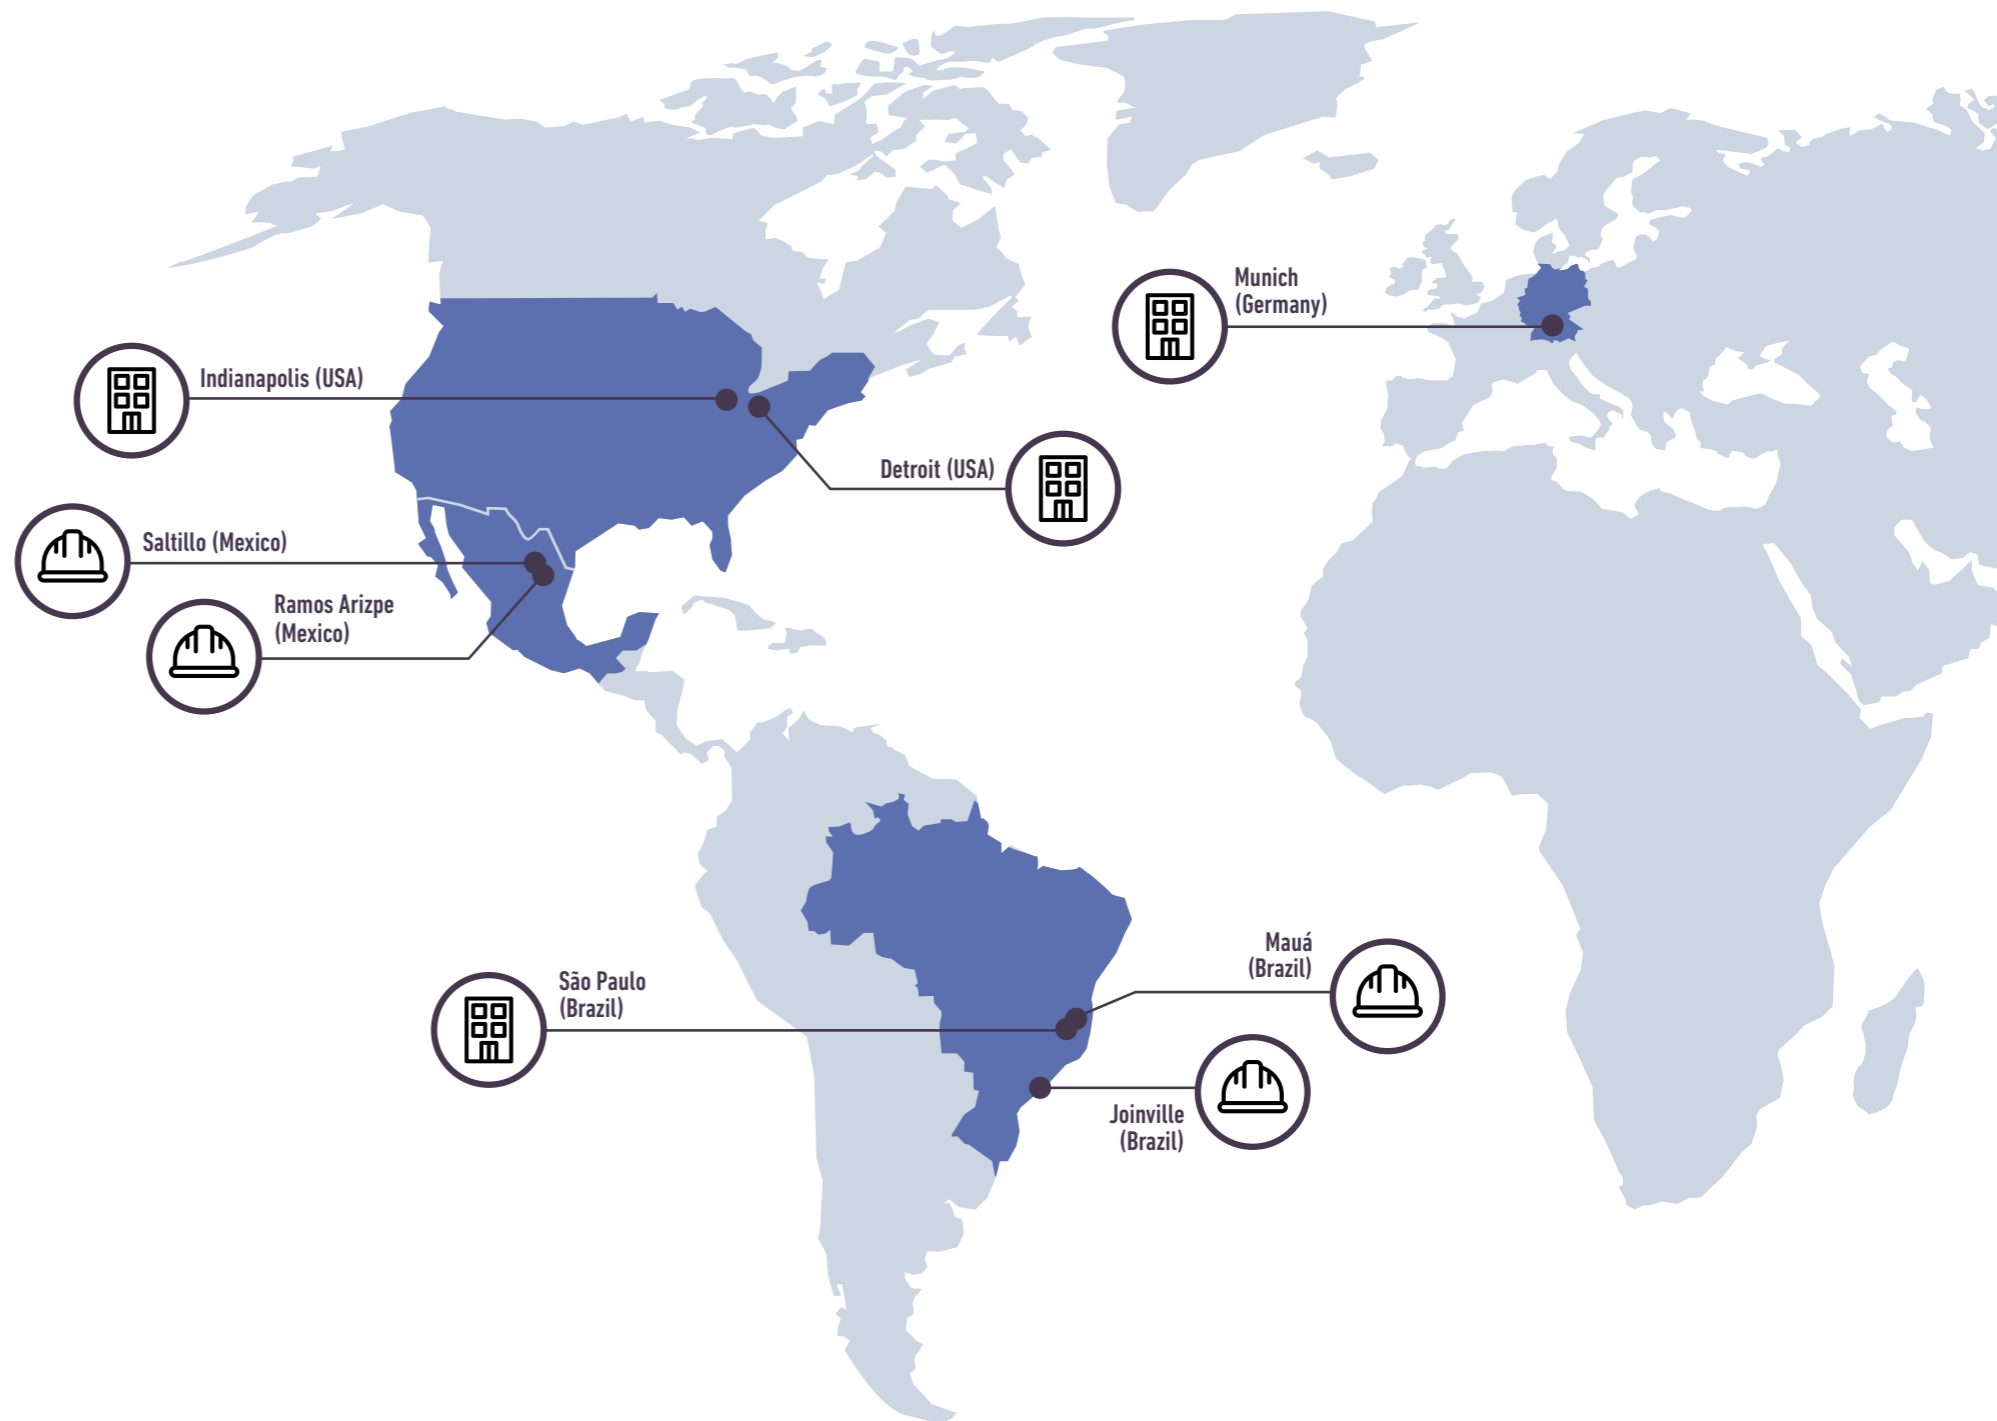 Munich
(Germany)
Indianapolis (USA)
Detroit (USA)
Saltillo (Mexico)
Ramos Arizpe
(Mexico)
Mauá
(Brazil)
São Paulo
(Brazil)
Joinville
(Brazil)